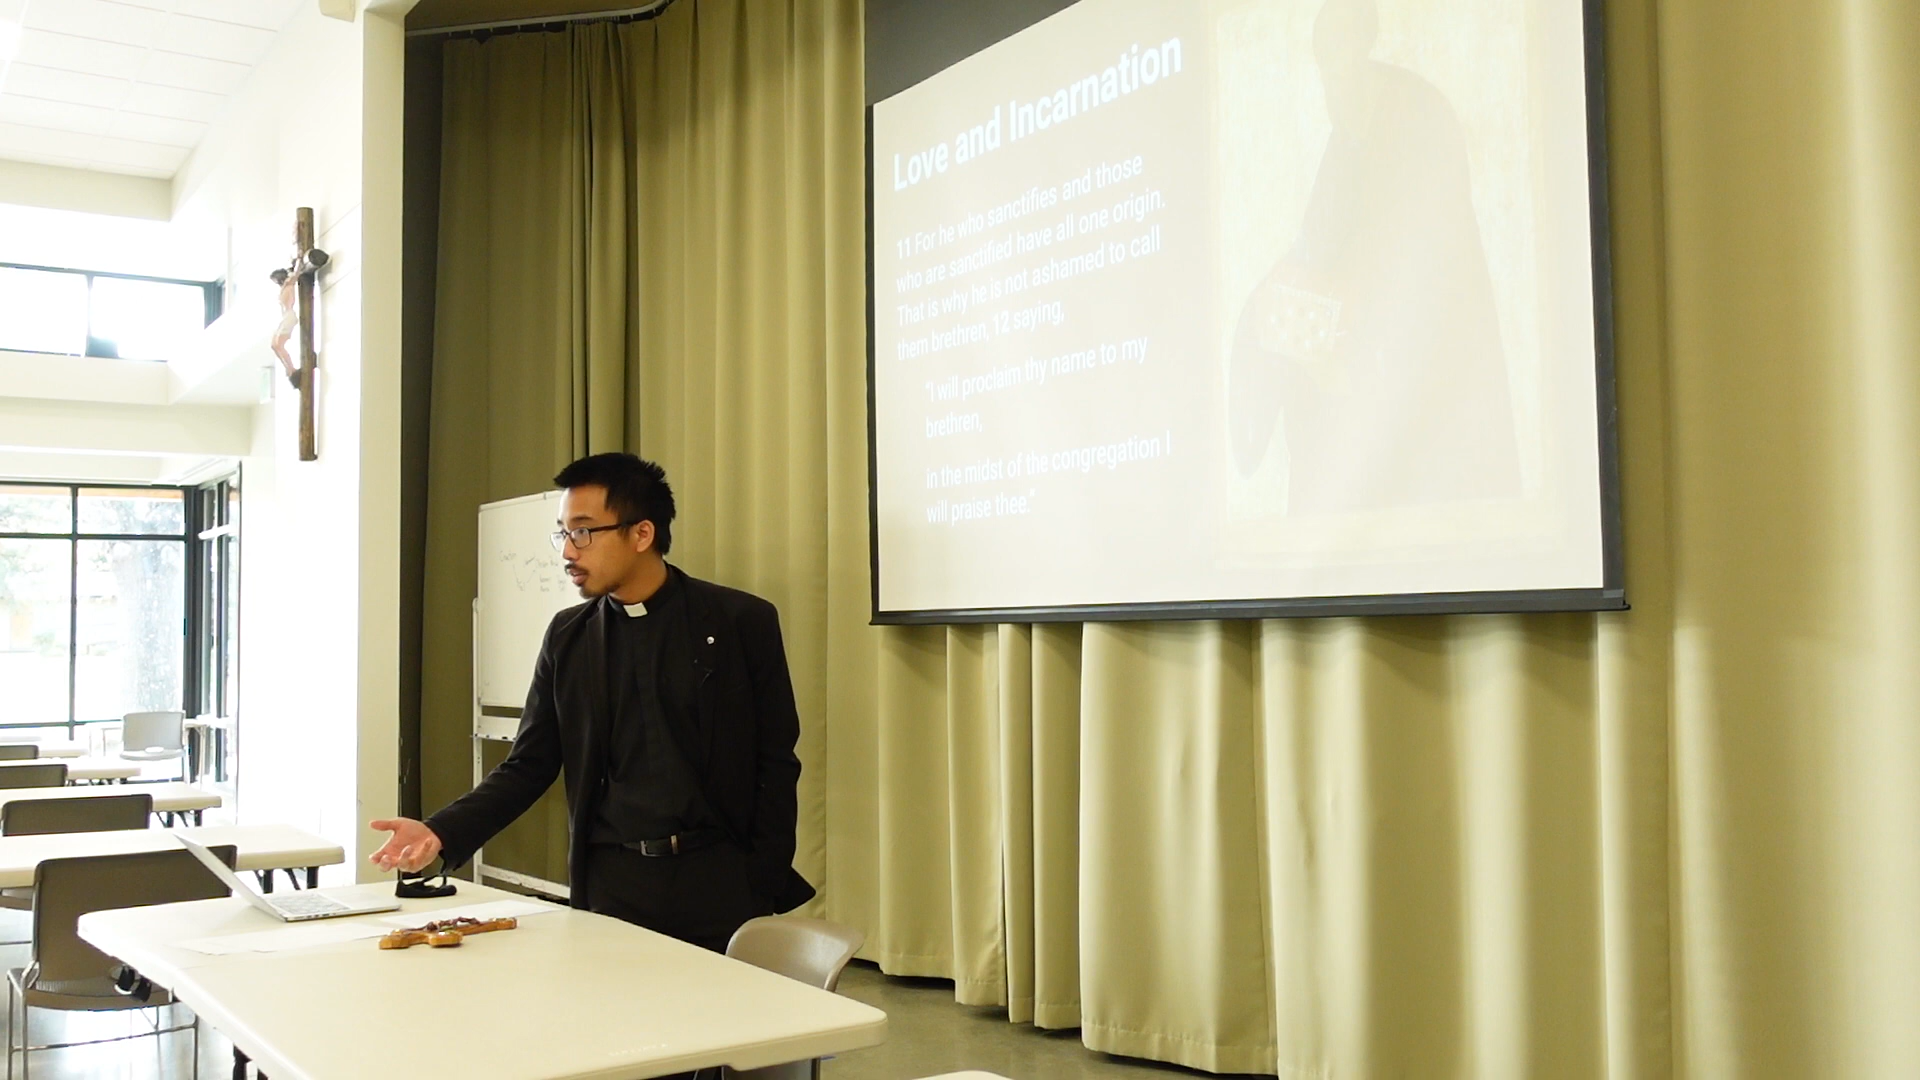 Love and Incarnation
11 For he who sanctifies and those
who are sanctified have all one origin.
That is why he is not ashamed to call
them brethren, 12 saying,
"I will proclaim thy name to my
brethren,
in the midst of the congregation I
will praise thee."